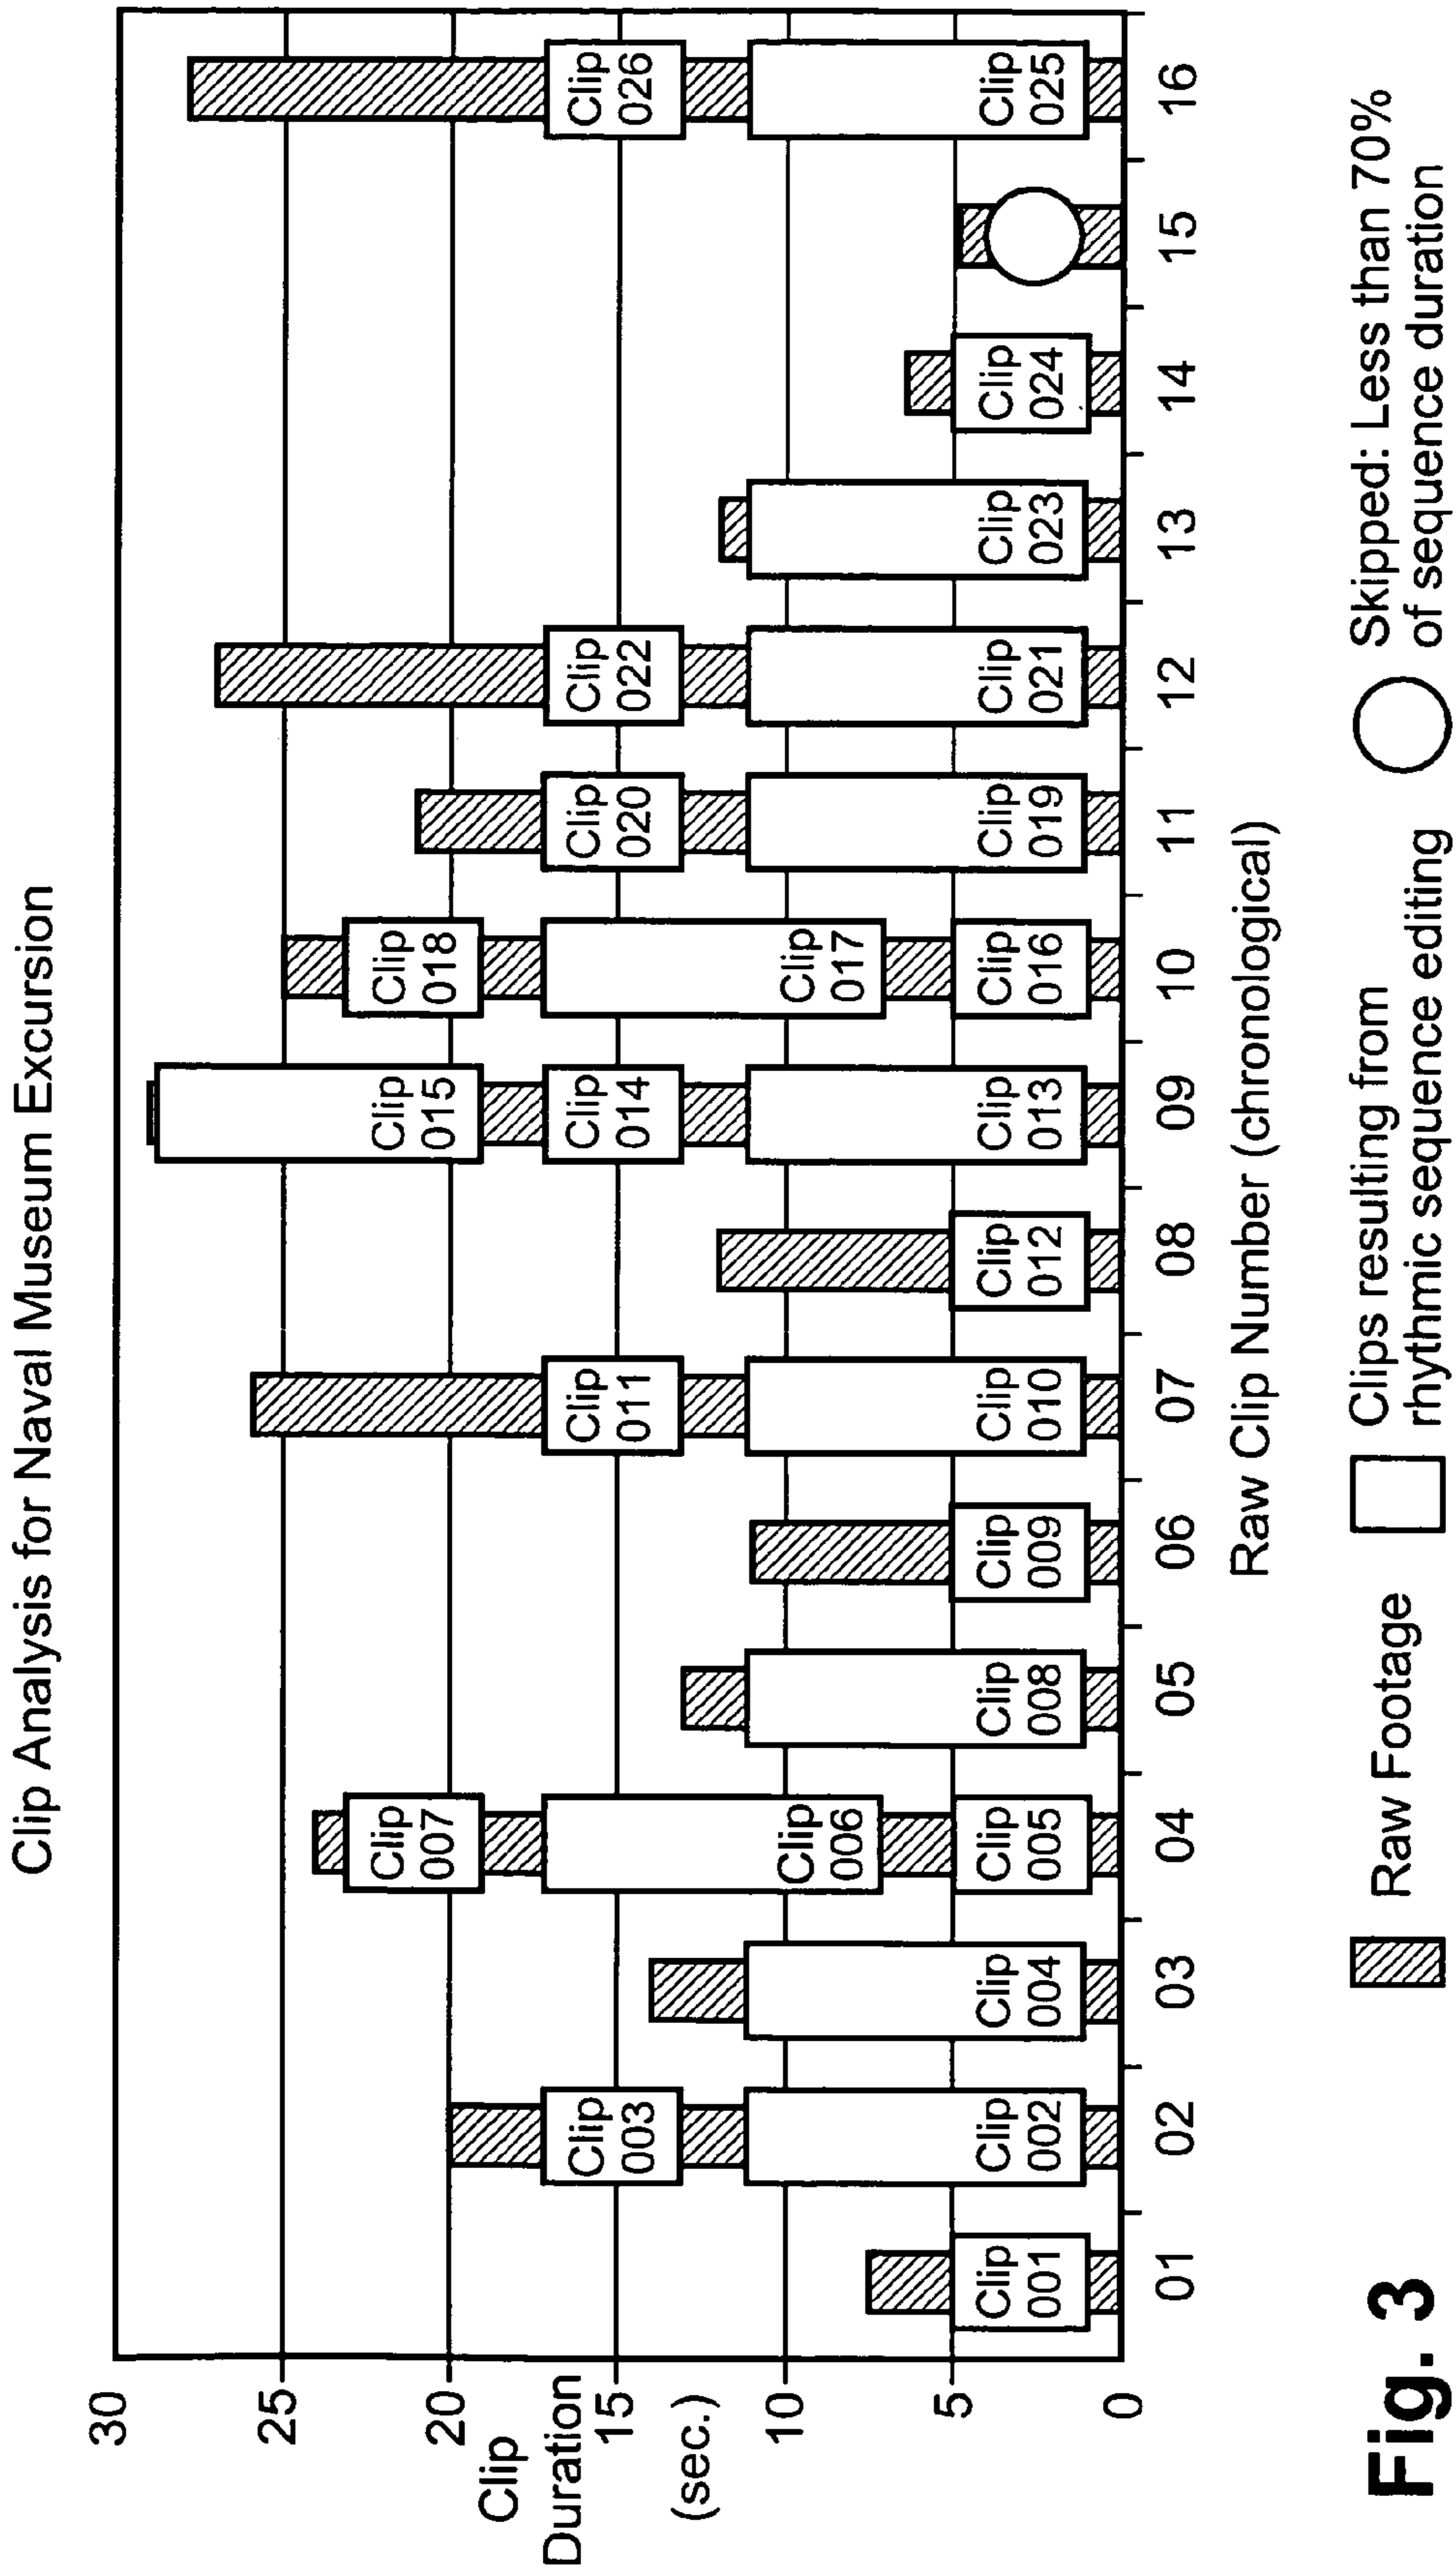 Clip Analysis for Naval Museum Excursion
30
25
20
15
10
5
0
Clip
Duration
(sec.)
Clip
001
Clip
003
Clip
002
Clip
004
Clip
007
Clip
006
Clip
005
Clip
008
Clip
009
Clip
011
Clip
010
Clip
012
Clip
015
Clip
014
Clip
013
Clip
018
Clip
017
Clip
016
Clip
020
Clip
019
Clip
022
Clip
021
Clip
023
Clip
024
Clip
026
Clip
025
01 02 03 04 05 06 07 08 09 10 11 12 13 14 15 16
Raw Clip Number (chronological)
Raw Footage
Clips resulting from
rhythmic sequence editing
Skipped: Less than 70%
of sequence duration
Fig. 3